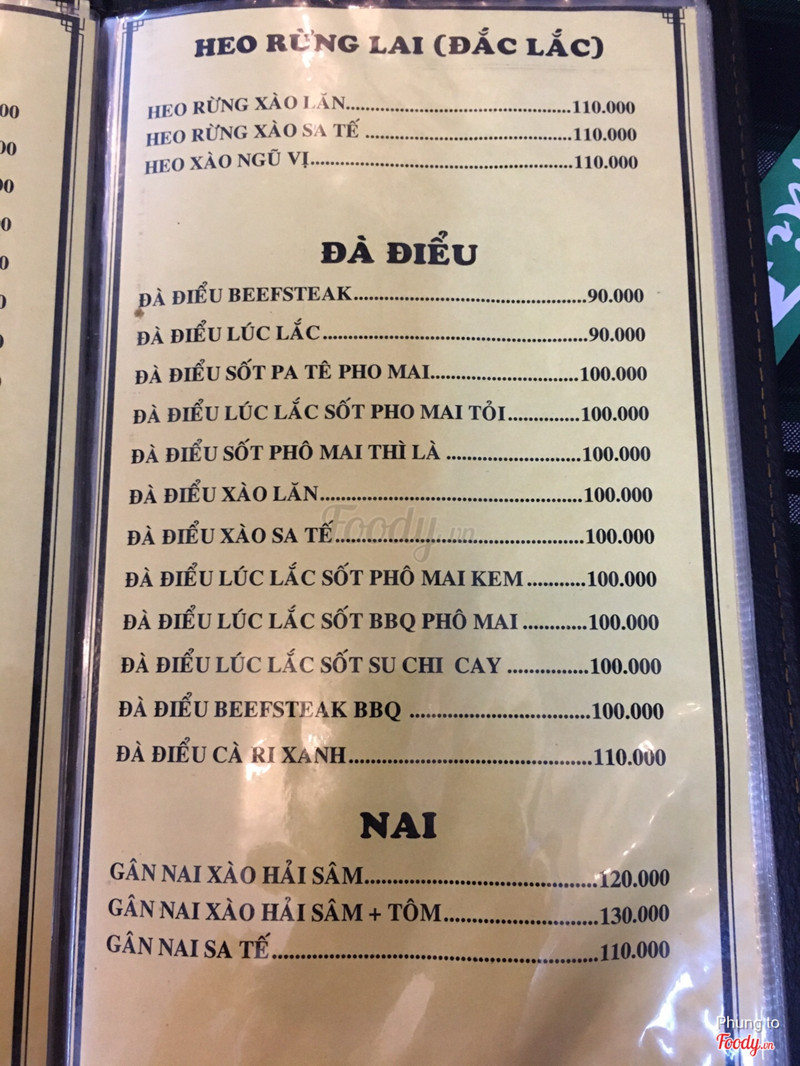 HEO RỪNG LAI (ĐẮC LẮC)
HEO RỪNG XÀO LĂN..........110.000
HEO RỪNG XÀO SA TẾ ..........110.000
HEO XÀO NGŨ VỊ..........110.000
ĐÀ ĐIỂU
ĐÀ ĐIỂU BEEFSTEAK..........90.000
ĐÀ ĐIỂU LÚC LẮC..........90.000
ĐÀ ĐIỂU SỐT PA TÊ PHO MAI..........100.000
ĐÀ ĐIỂU LÚC LẮC SỐT PHO MAI TỎI..........100.000
ĐÀ ĐIỂU SỐT PHÔ MAI THÌ LÀ ..........100.000
ĐÀ ĐIỂU XÀO LĂN..........100.000
ĐÀ ĐIỂU XÀO SA TẾ..........100.000
Foody.vn
ĐÀ ĐIỂU LÚC LẮC SỐT PHÔ MAI KEM ..........100.000
ĐÀ ĐIỂU LÚC LẮC SỐT BBQ PHÔ MAI ..........100.000
ĐÀ ĐIỂU LÚC LẮC SỐT SU CHI CAY ..........100.000
ĐÀ ĐIỂU BEEFSTEAK BBQ ..........100.000
ĐÀ ĐIỂU CÀ RI XANH..........110.000
NAI
GÂN NAI XÀO HẢI SÂM..........120.000
GÂN NAI XÀO HẢI SÂM + TÔM..........130.000
GÂN NAI SA TẾ..........110.000
Phung to
Foody.vn